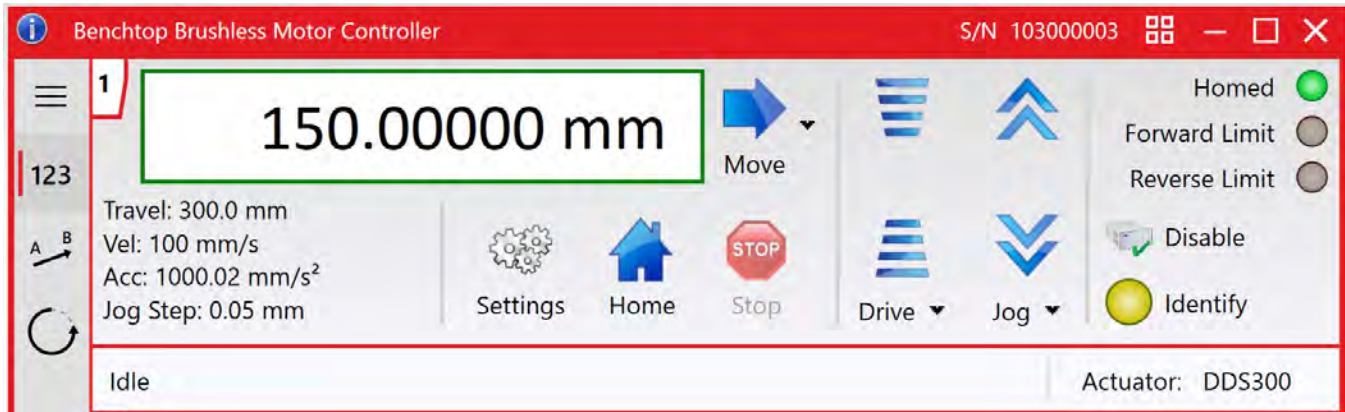 Benchtop Brushless Motor Controller
S/N 103000003
1
150.00000 mm
Move
Homed
Forward Limit
Reverse Limit
123
Travel: 300.0 mm
Vel: 100 mm/s
Acc: 1000.02 mm/s²
Jog Step: 0.05 mm
A B
Settings
Home
STOP
Stop
Drive
Jog
Disable
Identify
Idle
Actuator: DDS300